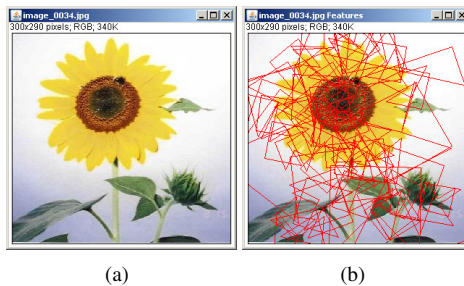 image_0034.jpg
300x290 pixels; RGB; 340K
image_0034.jpg Features
300x290 pixels; RGB; 340K
(a)
(b)